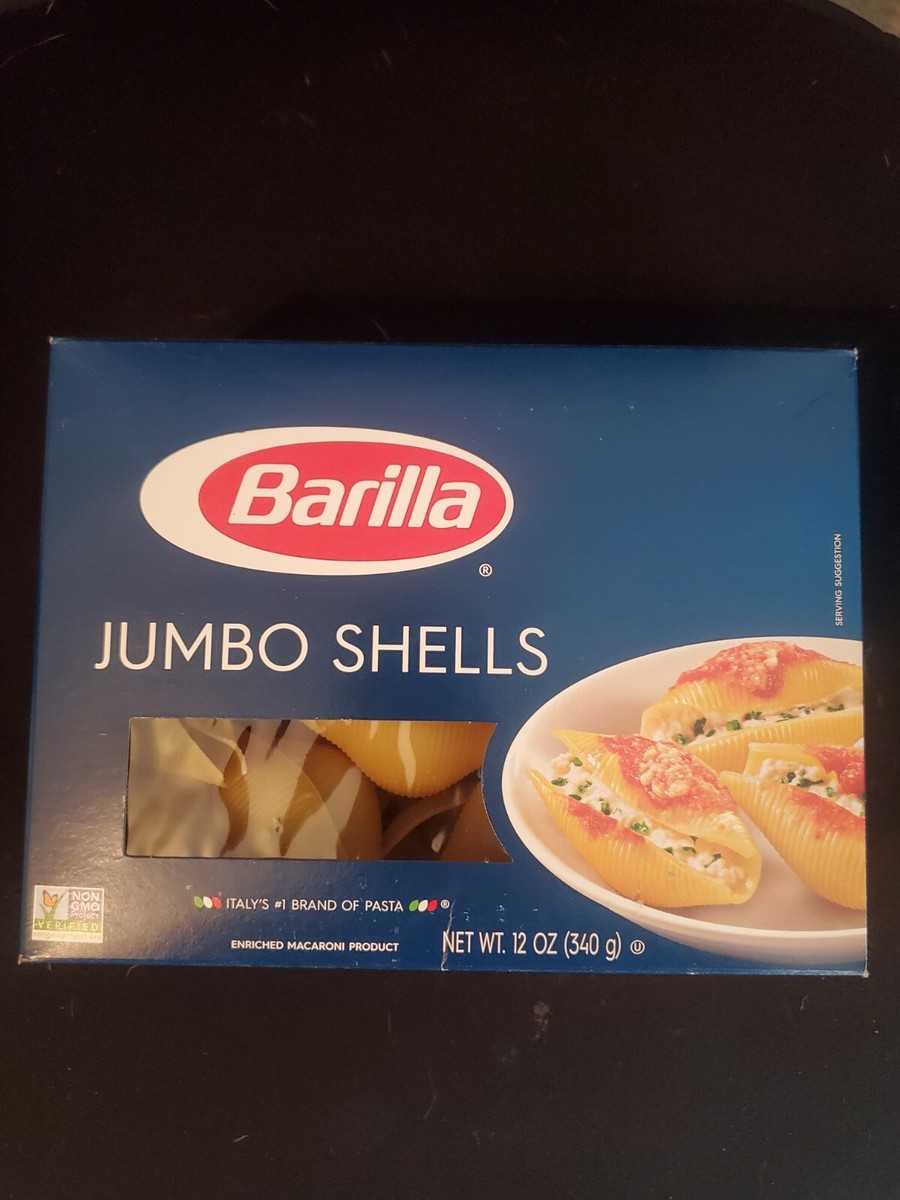 Barilla
®
JUMBO SHELLS
SERVING SUGGESTION
NON
GMO
Project
VERIFIED
ITALY'S #1 BRAND OF PASTA ®
ENRICHED MACARONI PRODUCT
NET WT. 12 OZ (340 g) U